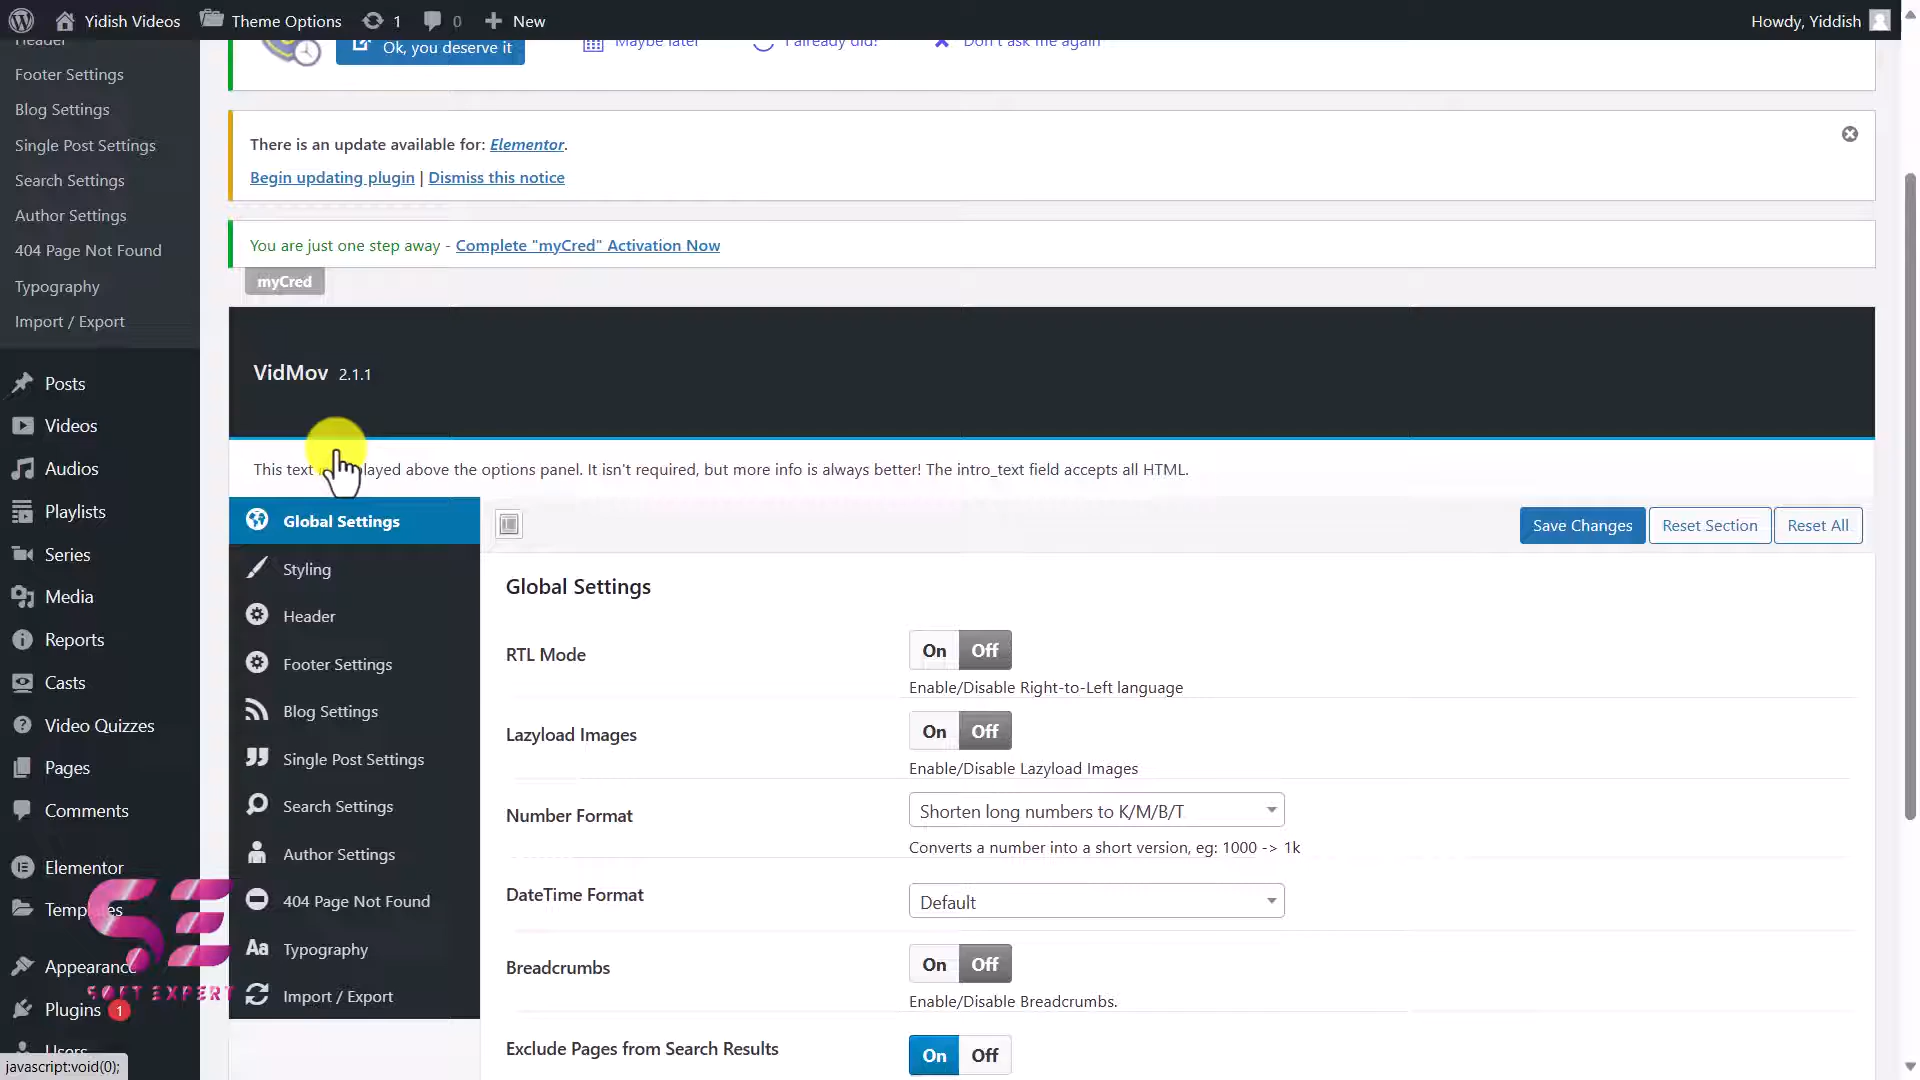 Yidish Videos
Theme Options
1
0
New
Howdy, Yiddish
Header
Footer Settings
Blog Settings
Single Post Settings
Search Settings
Author Settings
404 Page Not Found
Typography
Import / Export
Posts
Videos
Audios
Playlists
Series
Media
Reports
Casts
Video Quizzes
Pages
Comments
Elementor
Templates
Appearance
Plugins 1
Users
javascript:void(0);
SOFT EXPERT
Ok, you deserve it
Maybe later
I already did!
Don't ask me again
There is an update available for: Elementor.
Begin updating plugin | Dismiss this notice
You are just one step away - Complete "myCred" Activation Now
myCred
VidMov 2.1.1
This text is displayed above the options panel. It isn't required, but more info is always better! The intro_text field accepts all HTML.
Global Settings
Styling
Header
Footer Settings
Blog Settings
Single Post Settings
Search Settings
Author Settings
404 Page Not Found
Aa Typography
Import / Export
Save Changes
Reset Section
Reset All
Global Settings
RTL Mode
On Off
Enable/Disable Right-to-Left language
Lazyload Images
On Off
Enable/Disable Lazyload Images
Number Format
Shorten long numbers to K/M/B/T
Converts a number into a short version, eg: 1000 -> 1k
DateTime Format
Default
Breadcrumbs
On Off
Enable/Disable Breadcrumbs.
Exclude Pages from Search Results
On Off